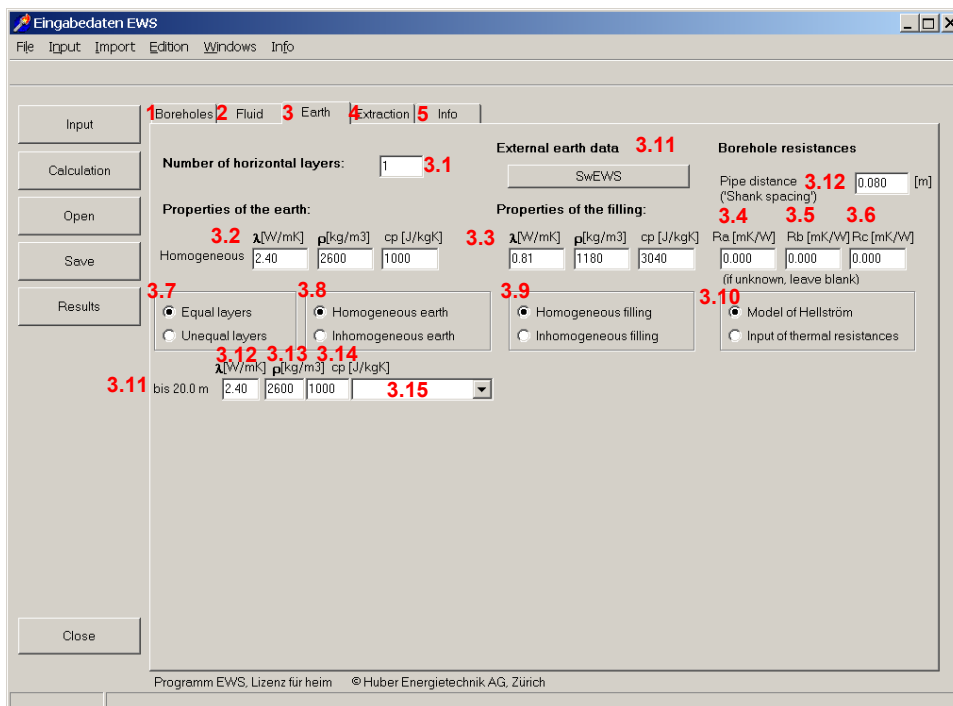 Eingabedaten EWS
File Input Import Edition Windows Info
Input
Calculation
Open
Save
Results
Close
1 Boreholes 2 Fluid 3 Earth 4 Extraction 5 Info
Number of horizontal layers: 1 3.1
External earth data 3.11
SwEWS
Borehole resistances
Pipe distance 3.12 0.080 [m]
('Shank spacing')
Properties of the earth:
3.2 λ[W/mK] ρ[kg/m3] cp [J/kgK]
Homogeneous 2.40 2600 1000
Properties of the filling:
3.3 λ[W/mK] ρ[kg/m3] cp [J/kgK]
0.81 1180 3040
3.4 3.5 3.6
Ra [mK/W] Rb [mK/W] Rc [mK/W]
0.000 0.000 0.000
(if unknown, leave blank)
3.7
Equal layers
Unequal layers
3.8
Homogeneous earth
Inhomogeneous earth
3.9
Homogeneous filling
Inhomogeneous filling
3.10
Model of Hellström
Input of thermal resistances
3.12 3.13 3.14
λ[W/mK] ρ[kg/m3] cp [J/kgK]
3.11 bis 20.0 m 2.40 2600 1000 3.15
Programm EWS, Lizenz für heim © Huber Energietechnik AG, Zürich